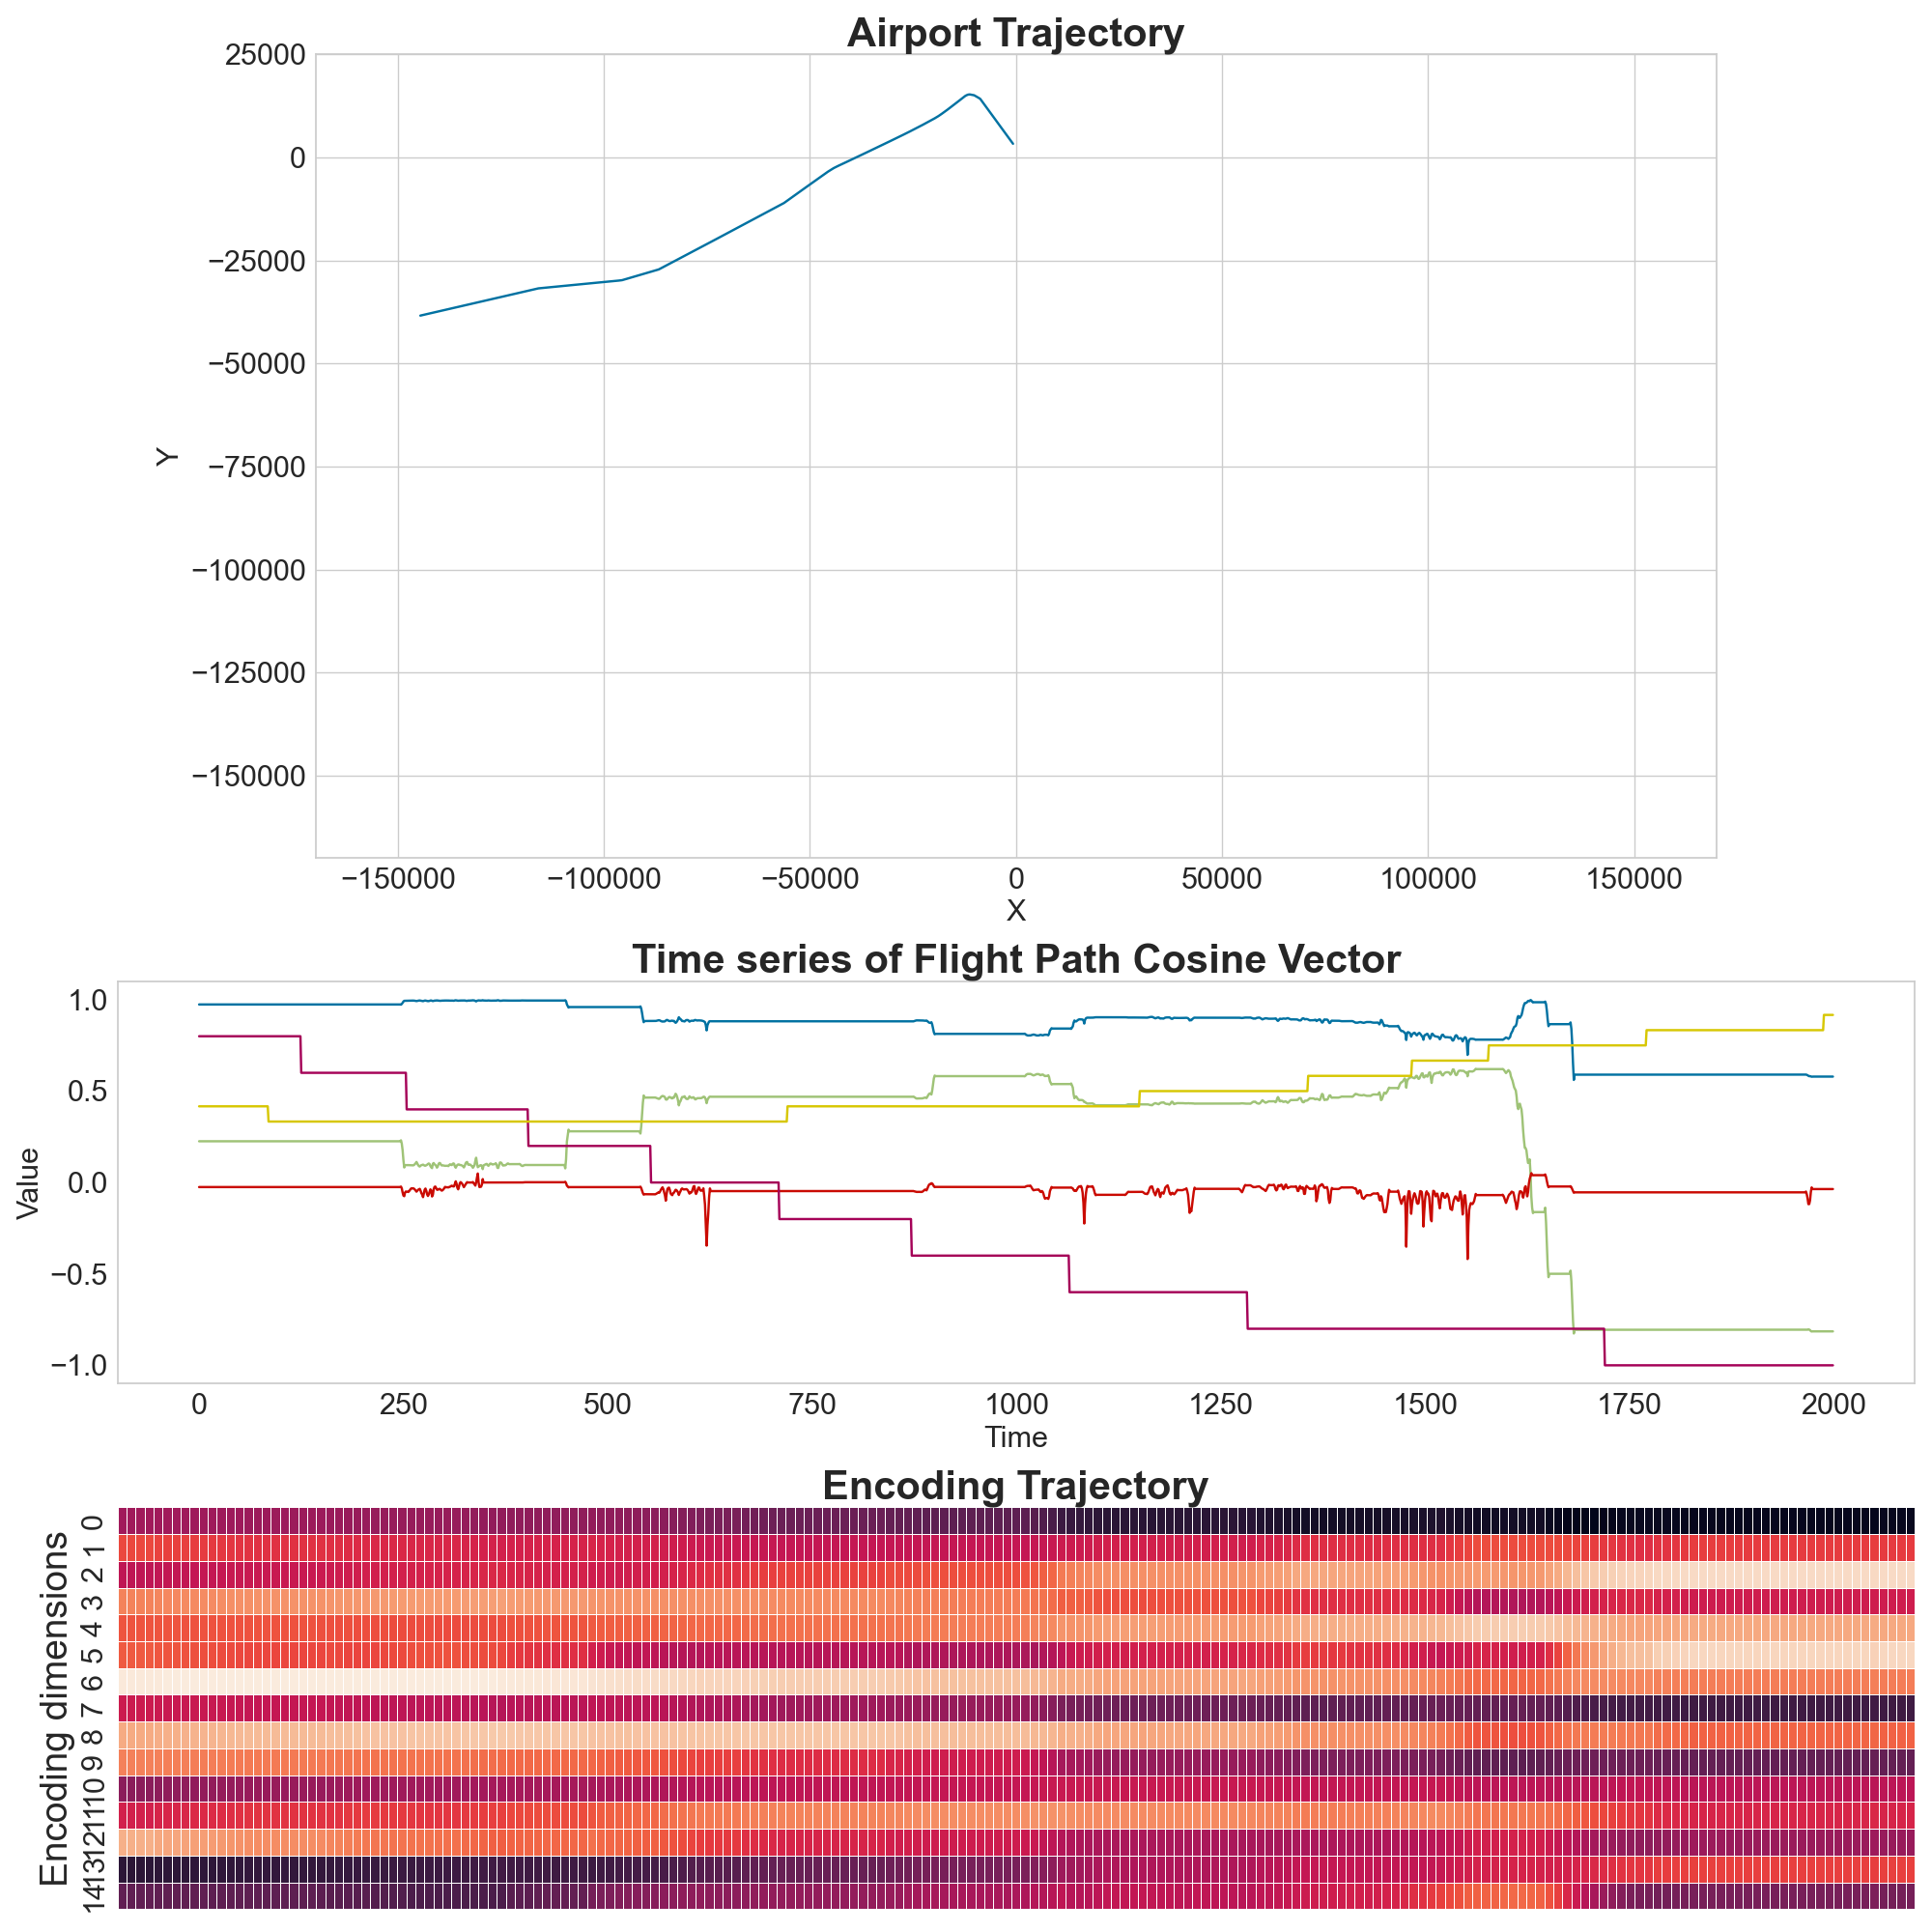 Airport Trajectory
25000
0
−25000
−50000
−75000
−100000
−125000
−150000
Y
−150000 −100000 −50000 0 50000 100000 150000
X
Time series of Flight Path Cosine Vector
1.0
0.5
0.0
−0.5
−1.0
Value
0 250 500 750 1000 1250 1500 1750 2000
Time
Encoding Trajectory
Encoding dimensions
0
1
2
3
4
5
6
7
8
9
10
11
12
13
14